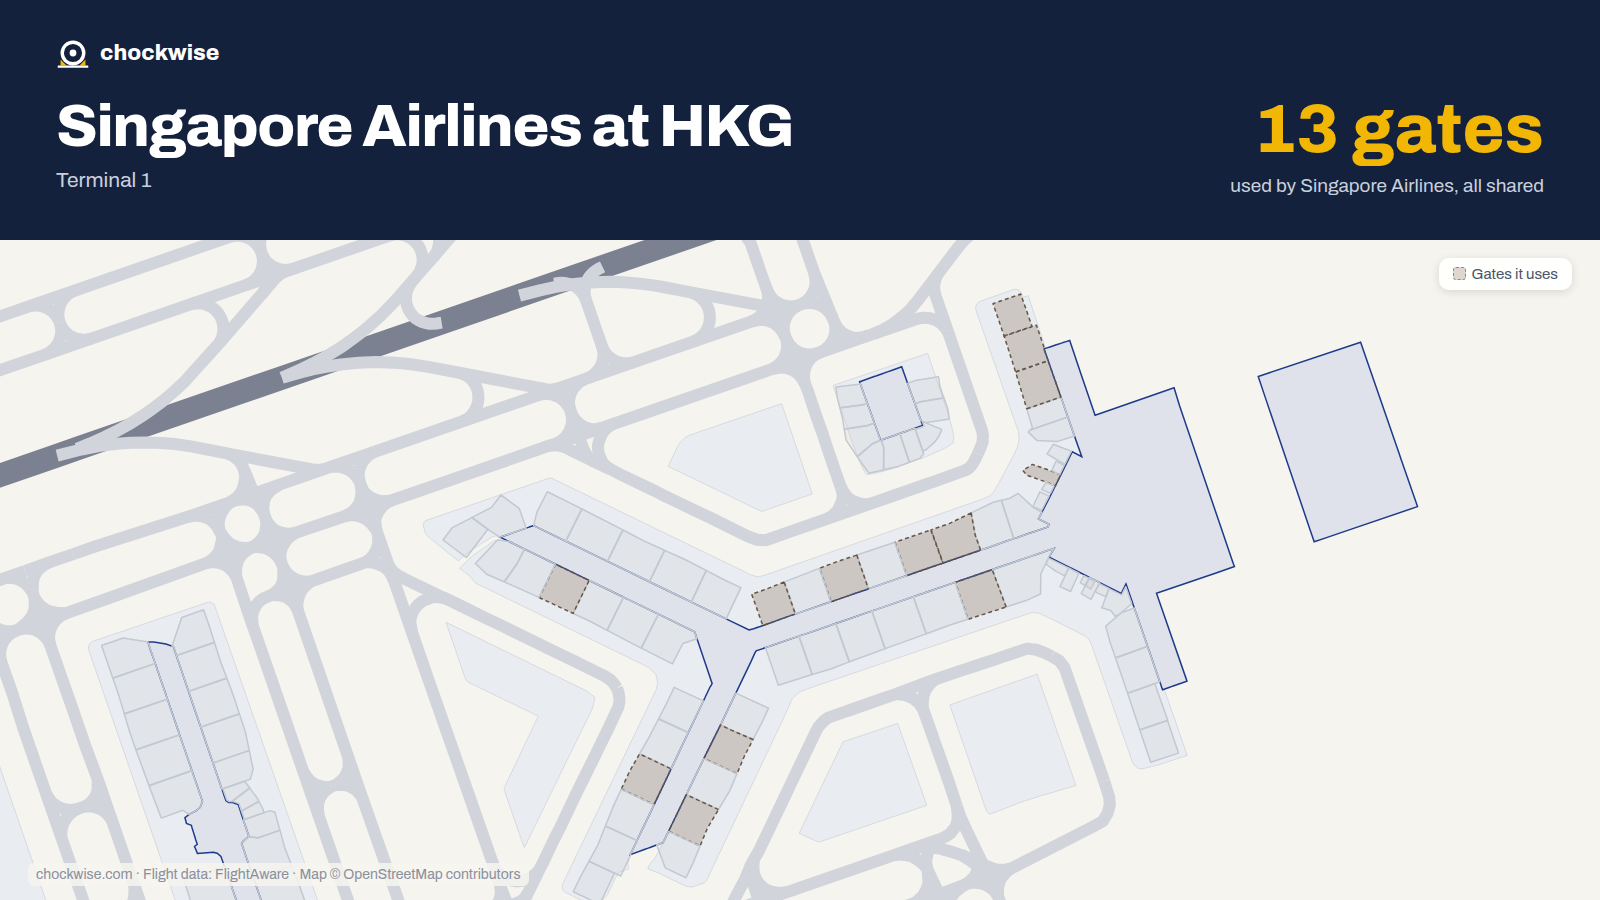 chockwise
Singapore Airlines at HKG
Terminal 1
13 gates
used by Singapore Airlines, all shared
Gates it uses
chockwise.com · Flight data: FlightAware · Map © OpenStreetMap contributors